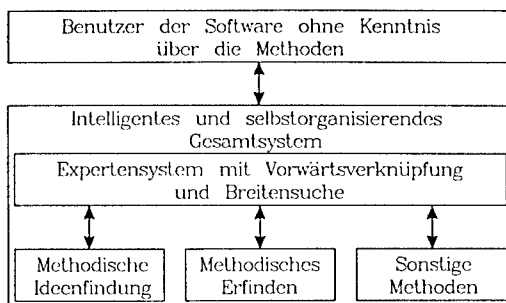 Benutzer der Software ohne Kenntnis
über die Methoden
Intelligentes und selbstorganisierendes
Gesamtsystem
Expertensystem mit Vorwärtsverknüpfung
und Breitensuche
Methodische
Ideenfindung
Methodisches
Erfinden
Sonstige
Methoden